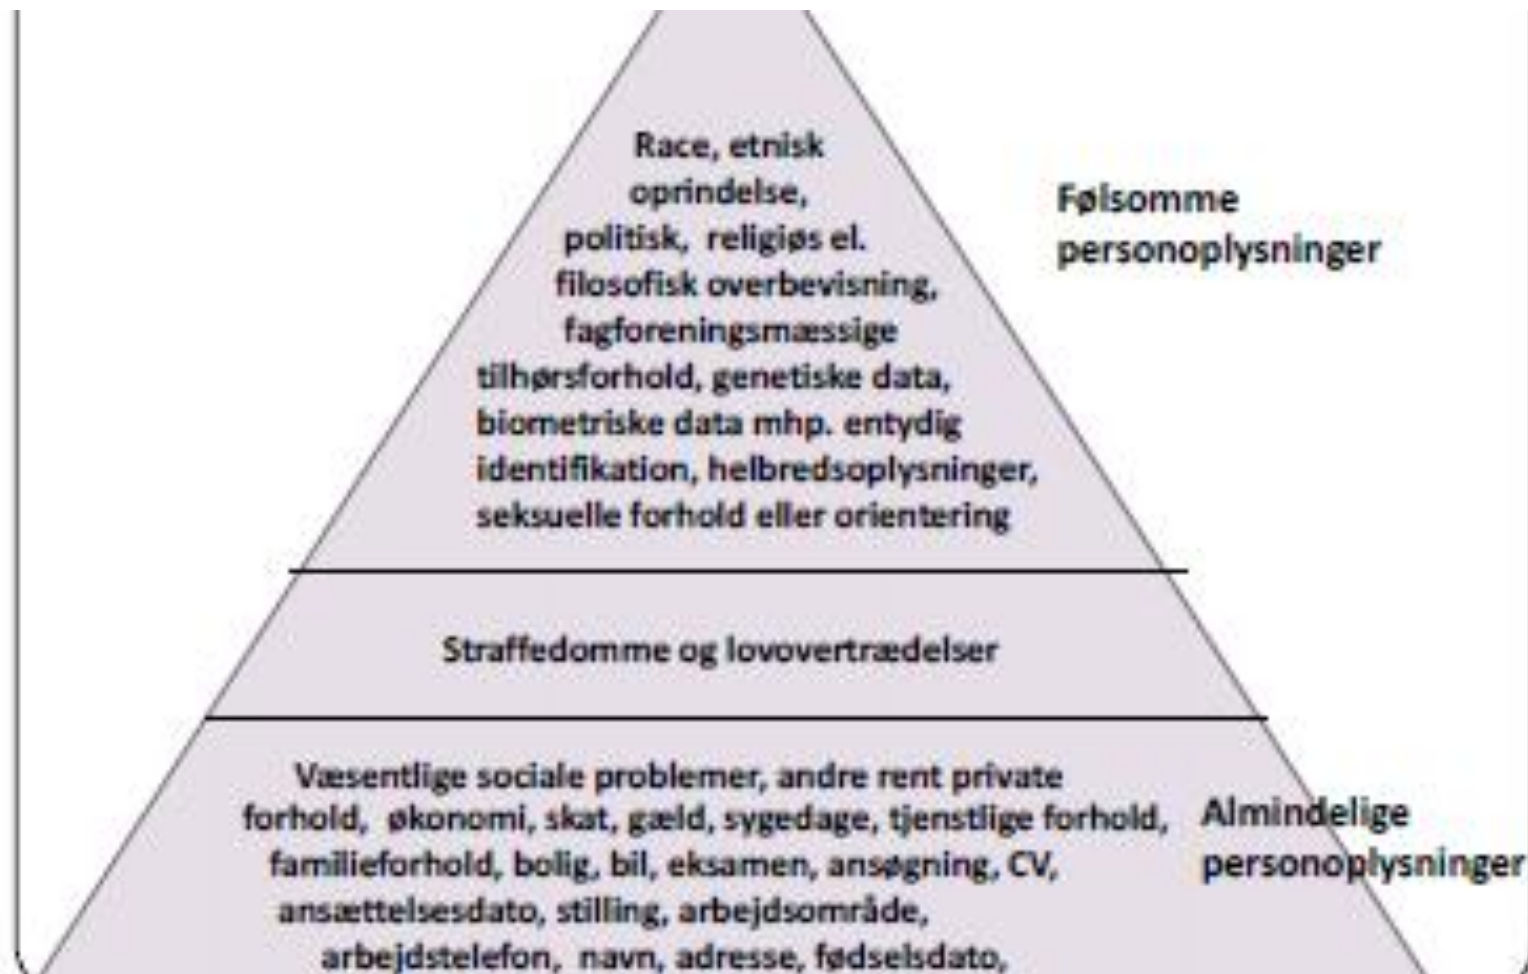 Race, etnisk
oprindelse,
politisk, religiøs el.
filosofisk overbevisning,
fagforeningsmæssige
tilhørsforhold, genetiske data,
biometriske data mhp. entydig
identifikation, helbredsoplysninger,
seksuelle forhold eller orientering
Følsomme
personoplysninger
Straffedomme og lovovertrædelser
Væsentlige sociale problemer, andre rent private
forhold, økonomi, skat, gæld, sygedage, tjenstlige forhold,
familieforhold, bolig, bil, eksamen, ansøgning, CV,
ansættelsesdato, stilling, arbejdsområde,
arbejdstelefon, navn, adresse, fødselsdato,
Almindelige
personoplysninger